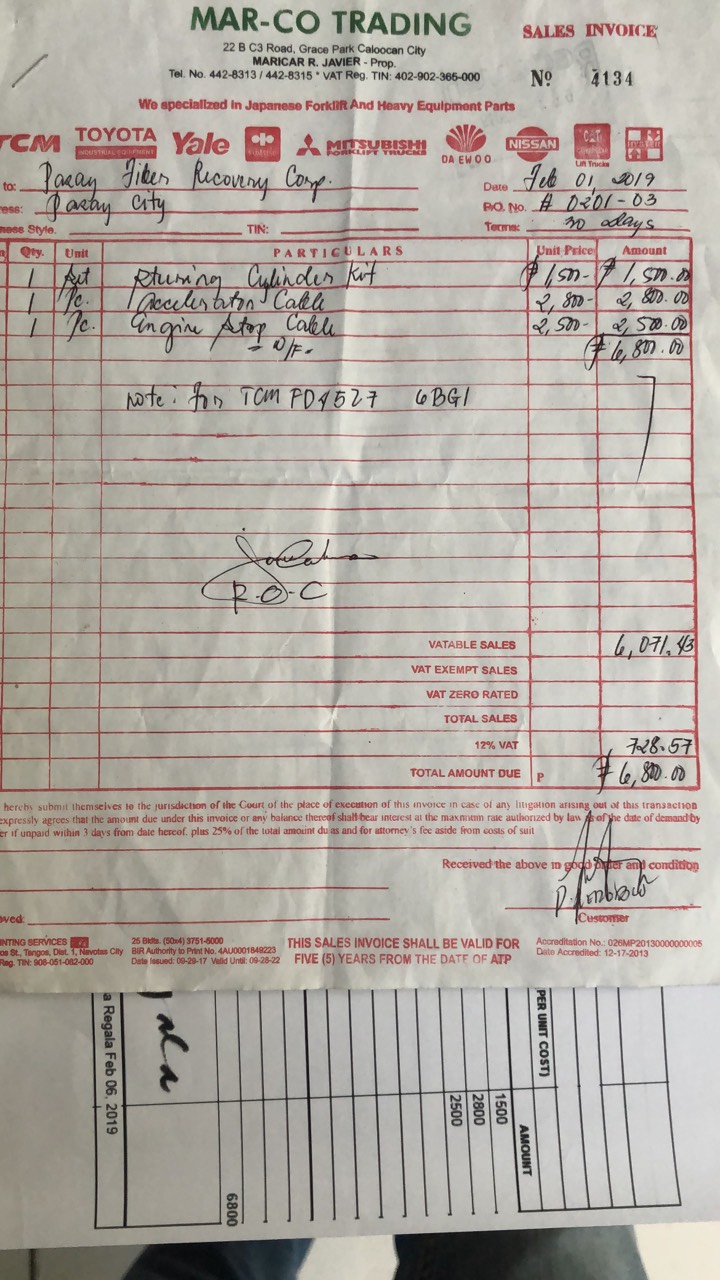 MAR-CO TRADING
SALES INVOICE
22 B C3 Road, Grace Park Caloocan City
MARICAR R. JAVIER - Prop.
Tel. No. 442-8313 / 442-8315 * VAT Reg. TIN: 402-902-365-000
Nº 4134
We specialized in Japanese Forklift And Heavy Equipment Parts
TCM TOYOTA Yale MITSUBISHI DAEWOO NISSAN CAT
INDUSTRIAL EQUIPMENT FORKLIFT TRUCKS Lift Trucks
to: Pasay Fiber Recovery Corp. Date Feb 01, 2019
ress: Pasay City P.O. No. # 0201-03
ness Style. TIN: Terms: 30 days
Qty. Unit PARTICULARS Unit Price Amount
1 kit Sturing Cylinder Kit ₱1,500- ₱1,500.00
1 Pc. Accelerator Cable 2,800- 2,800.00
1 Pc. Engine Stop Cable 2,500- 2,500.00
₱6,800.00
note: for TCM FD45Z7 6BG1
R.O.C
VATABLE SALES 6,071.43
VAT EXEMPT SALES
VAT ZERO RATED
TOTAL SALES
12% VAT 728.57
TOTAL AMOUNT DUE P ₱6,800.00
hereby submit themselves to the jurisdiction of the Court of the place of execution of this invoice in case of any litigation arising out of this transaction
expressly agrees that the amount due under this invoice or any balance thereof shall bear interest at the maximum rate authorized by law as of the date of demand by
er if unpaid within 3 days from date hereof. plus 25% of the total amount du as and for attorney's fee aside from costs of suit
Received the above in good order and condition
Customer
oved:
INTING SERVICES
os St., Tangos, Dist. 1, Navotas City
Reg. TIN: 908-051-062-000
25 Bklts. (50x4) 3751-5000
BIR Authority to Print No. 4AU0001849223
Date Issued: 09-29-17 Valid Until: 09-28-22
THIS SALES INVOICE SHALL BE VALID FOR
FIVE (5) YEARS FROM THE DATE OF ATP
Accreditation No.: 026MP20130000000005
Date Accredited: 12-17-2013
PER UNIT COST)
AMOUNT
1500
2800
2500
6800
a Regala Feb 06, 2019